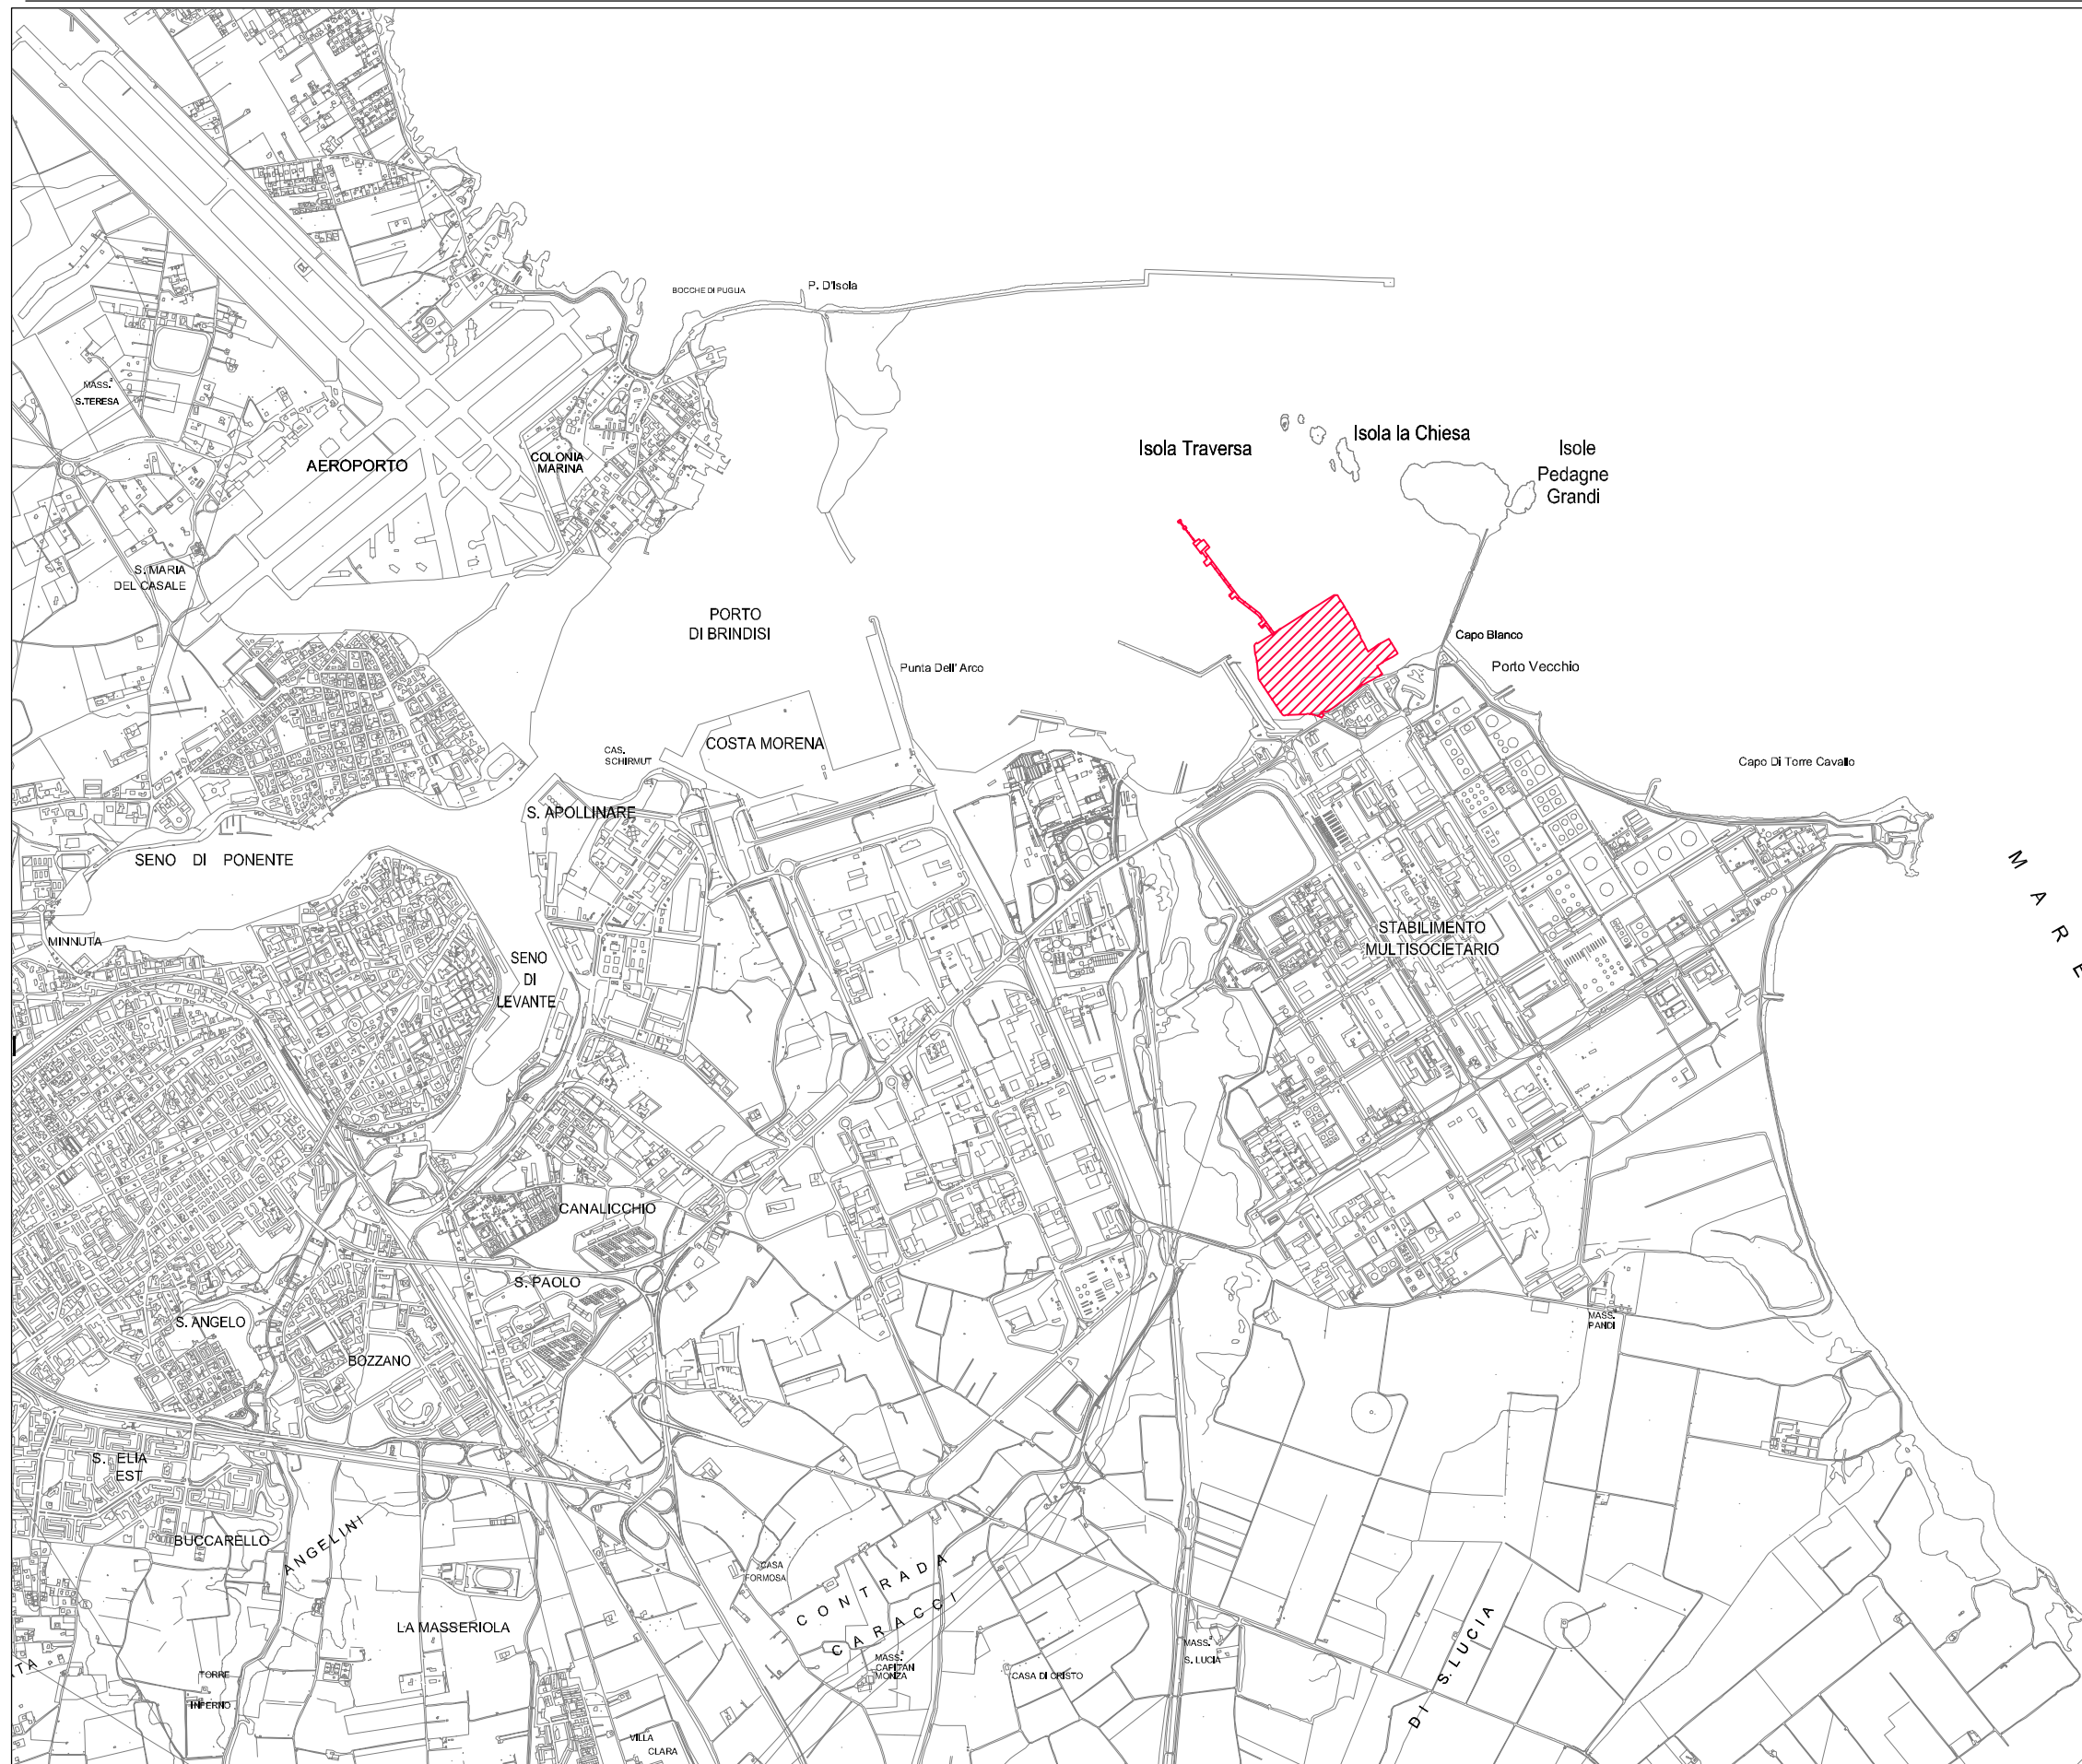 BOCCHE DI PUGLIA
P. D'Isola
MASS.
S.TERESA
AEROPORTO
COLONIA
MARINA
Isola Traversa
Isola la Chiesa
Isole
Pedagne
Grandi
S. MARIA
DEL CASALE
PORTO
DI BRINDISI
Punta Dell' Arco
Capo Bianco
Porto Vecchio
CAS.
SCHIRMUT
COSTA MORENA
Capo Di Torre Cavallo
S. APOLLINARE
SENO DI PONENTE
MINNUTA
SENO
DI
LEVANTE
STABILIMENTO
MULTISOCIETARIO
MARE
CANALICCHIO
S. PAOLO
S. ANGELO
BOZZANO
MASS.
PANDI
S. ELIA
EST
BUCCARELLO
ANGELINI
LA MASSERIOLA
CASA
FORMOSA
CONTRADA
CARACCI
MASS.
CAPITAN
MONZA
CASA DI CRISTO
MASS.
S. LUCIA
DI S. LUCIA
TORRE
INFERNO
VILLA
CLARA
TA